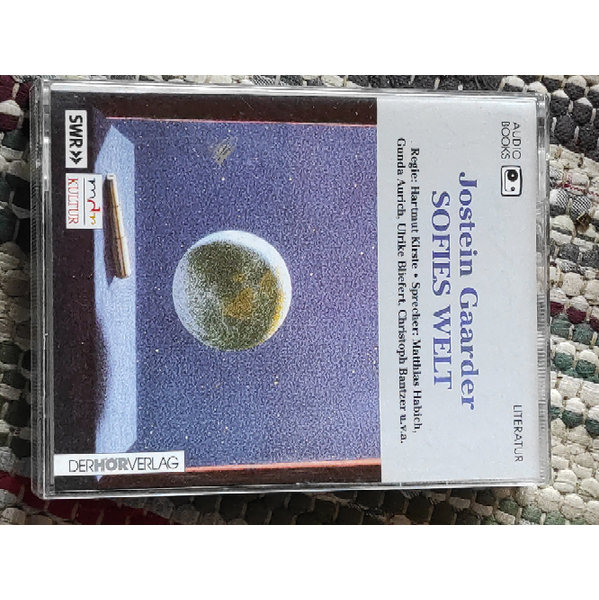 AUDIO
BOOKS
LITERATUR
Jostein Gaarder
SOFIES WELT
Regie: Hartmut Kirste • Sprecher: Matthias Habich,
Gunda Aurich, Ulrike Bliefert, Christoph Bantzer u.v.a.
SWR
mdr
KULTUR
DERHÖRVERLAG